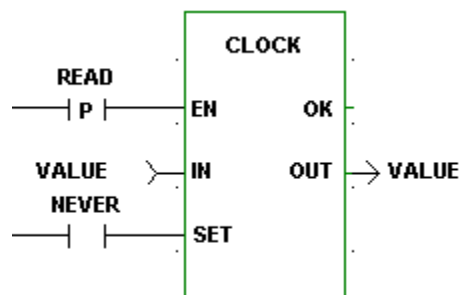 CLOCK
READ
P
EN OK
VALUE IN OUT VALUE
NEVER
SET